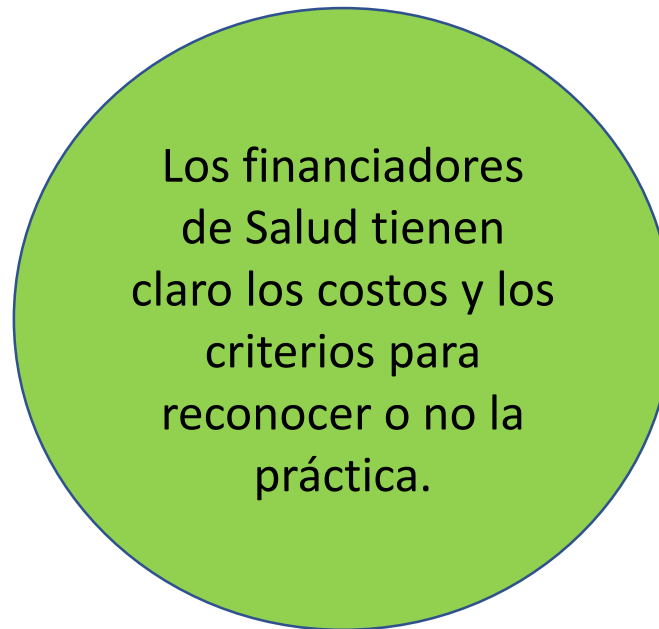 Los financiadores
de Salud tienen
claro los costos y los
criterios para
reconocer o no la
práctica.